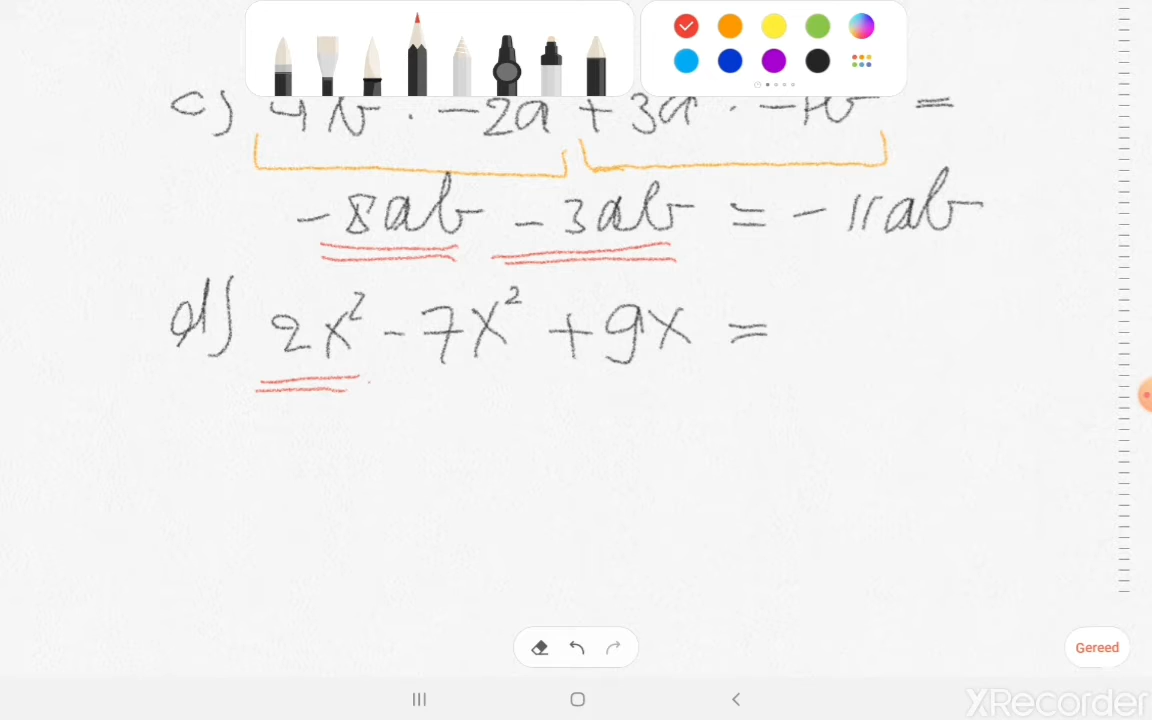 c) 4b · -2a + 3a · -1b =
-8ab -3ab = -11ab
d) 2x² - 7x² + 9x =
Gereed
XRecorder